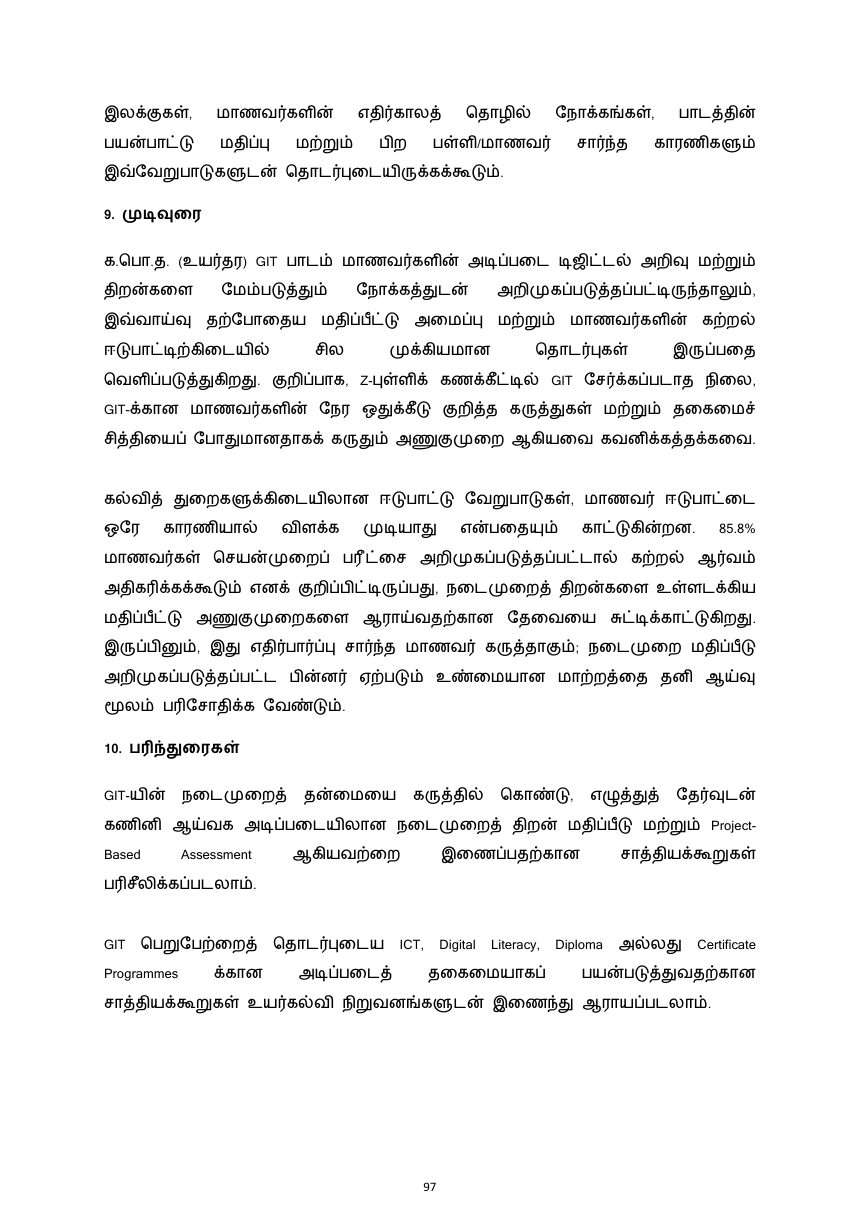 இலக்குகள், மாணவர்களின் எதிர்காலத் தொழில் நோக்கங்கள், பாடத்தின்
பயன்பாட்டு மதிப்பு மற்றும் பிற பள்ளி/மாணவர் சார்ந்த காரணிகளும்
இவ்வேறுபாடுகளுடன் தொடர்புடையிருக்கக்கூடும்.
9. முடிவுரை
க.பொ.த. (உயர்தர) GIT பாடம் மாணவர்களின் அடிப்படை டிஜிட்டல் அறிவு மற்றும்
திறன்களை மேம்படுத்தும் நோக்கத்துடன் அறிமுகப்படுத்தப்பட்டிருந்தாலும்,
இவ்வாய்வு தற்போதைய மதிப்பீட்டு அமைப்பு மற்றும் மாணவர்களின் கற்றல்
ஈடுபாட்டிற்கிடையில் சில முக்கியமான தொடர்புகள் இருப்பதை
வெளிப்படுத்துகிறது. குறிப்பாக, Z-புள்ளிக் கணக்கீட்டில் GIT சேர்க்கப்படாத நிலை,
GIT-க்கான மாணவர்களின் நேர ஒதுக்கீடு குறித்த கருத்துகள் மற்றும் தகைமைச்
சித்தியைப் போதுமானதாகக் கருதும் அணுகுமுறை ஆகியவை கவனிக்கத்தக்கவை.
கல்வித் துறைகளுக்கிடையிலான ஈடுபாட்டு வேறுபாடுகள், மாணவர் ஈடுபாட்டை
ஒரே காரணியால் விளக்க முடியாது என்பதையும் காட்டுகின்றன. 85.8%
மாணவர்கள் செயன்முறைப் பரீட்சை அறிமுகப்படுத்தப்பட்டால் கற்றல் ஆர்வம்
அதிகரிக்கக்கூடும் எனக் குறிப்பிட்டிருப்பது, நடைமுறைத் திறன்களை உள்ளடக்கிய
மதிப்பீட்டு அணுகுமுறைகளை ஆராய்வதற்கான தேவையை சுட்டிக்காட்டுகிறது.
இருப்பினும், இது எதிர்பார்ப்பு சார்ந்த மாணவர் கருத்தாகும்; நடைமுறை மதிப்பீடு
அறிமுகப்படுத்தப்பட்ட பின்னர் ஏற்படும் உண்மையான மாற்றத்தை தனி ஆய்வு
மூலம் பரிசோதிக்க வேண்டும்.
10. பரிந்துரைகள்
GIT-யின் நடைமுறைத் தன்மையை கருத்தில் கொண்டு, எழுத்துத் தேர்வுடன்
கணினி ஆய்வக அடிப்படையிலான நடைமுறைத் திறன் மதிப்பீடு மற்றும் Project-
Based Assessment ஆகியவற்றை இணைப்பதற்கான சாத்தியக்கூறுகள்
பரிசீலிக்கப்படலாம்.
GIT பெறுபேற்றைத் தொடர்புடைய ICT, Digital Literacy, Diploma அல்லது Certificate
Programmes க்கான அடிப்படைத் தகைமையாகப் பயன்படுத்துவதற்கான
சாத்தியக்கூறுகள் உயர்கல்வி நிறுவனங்களுடன் இணைந்து ஆராயப்படலாம்.
97